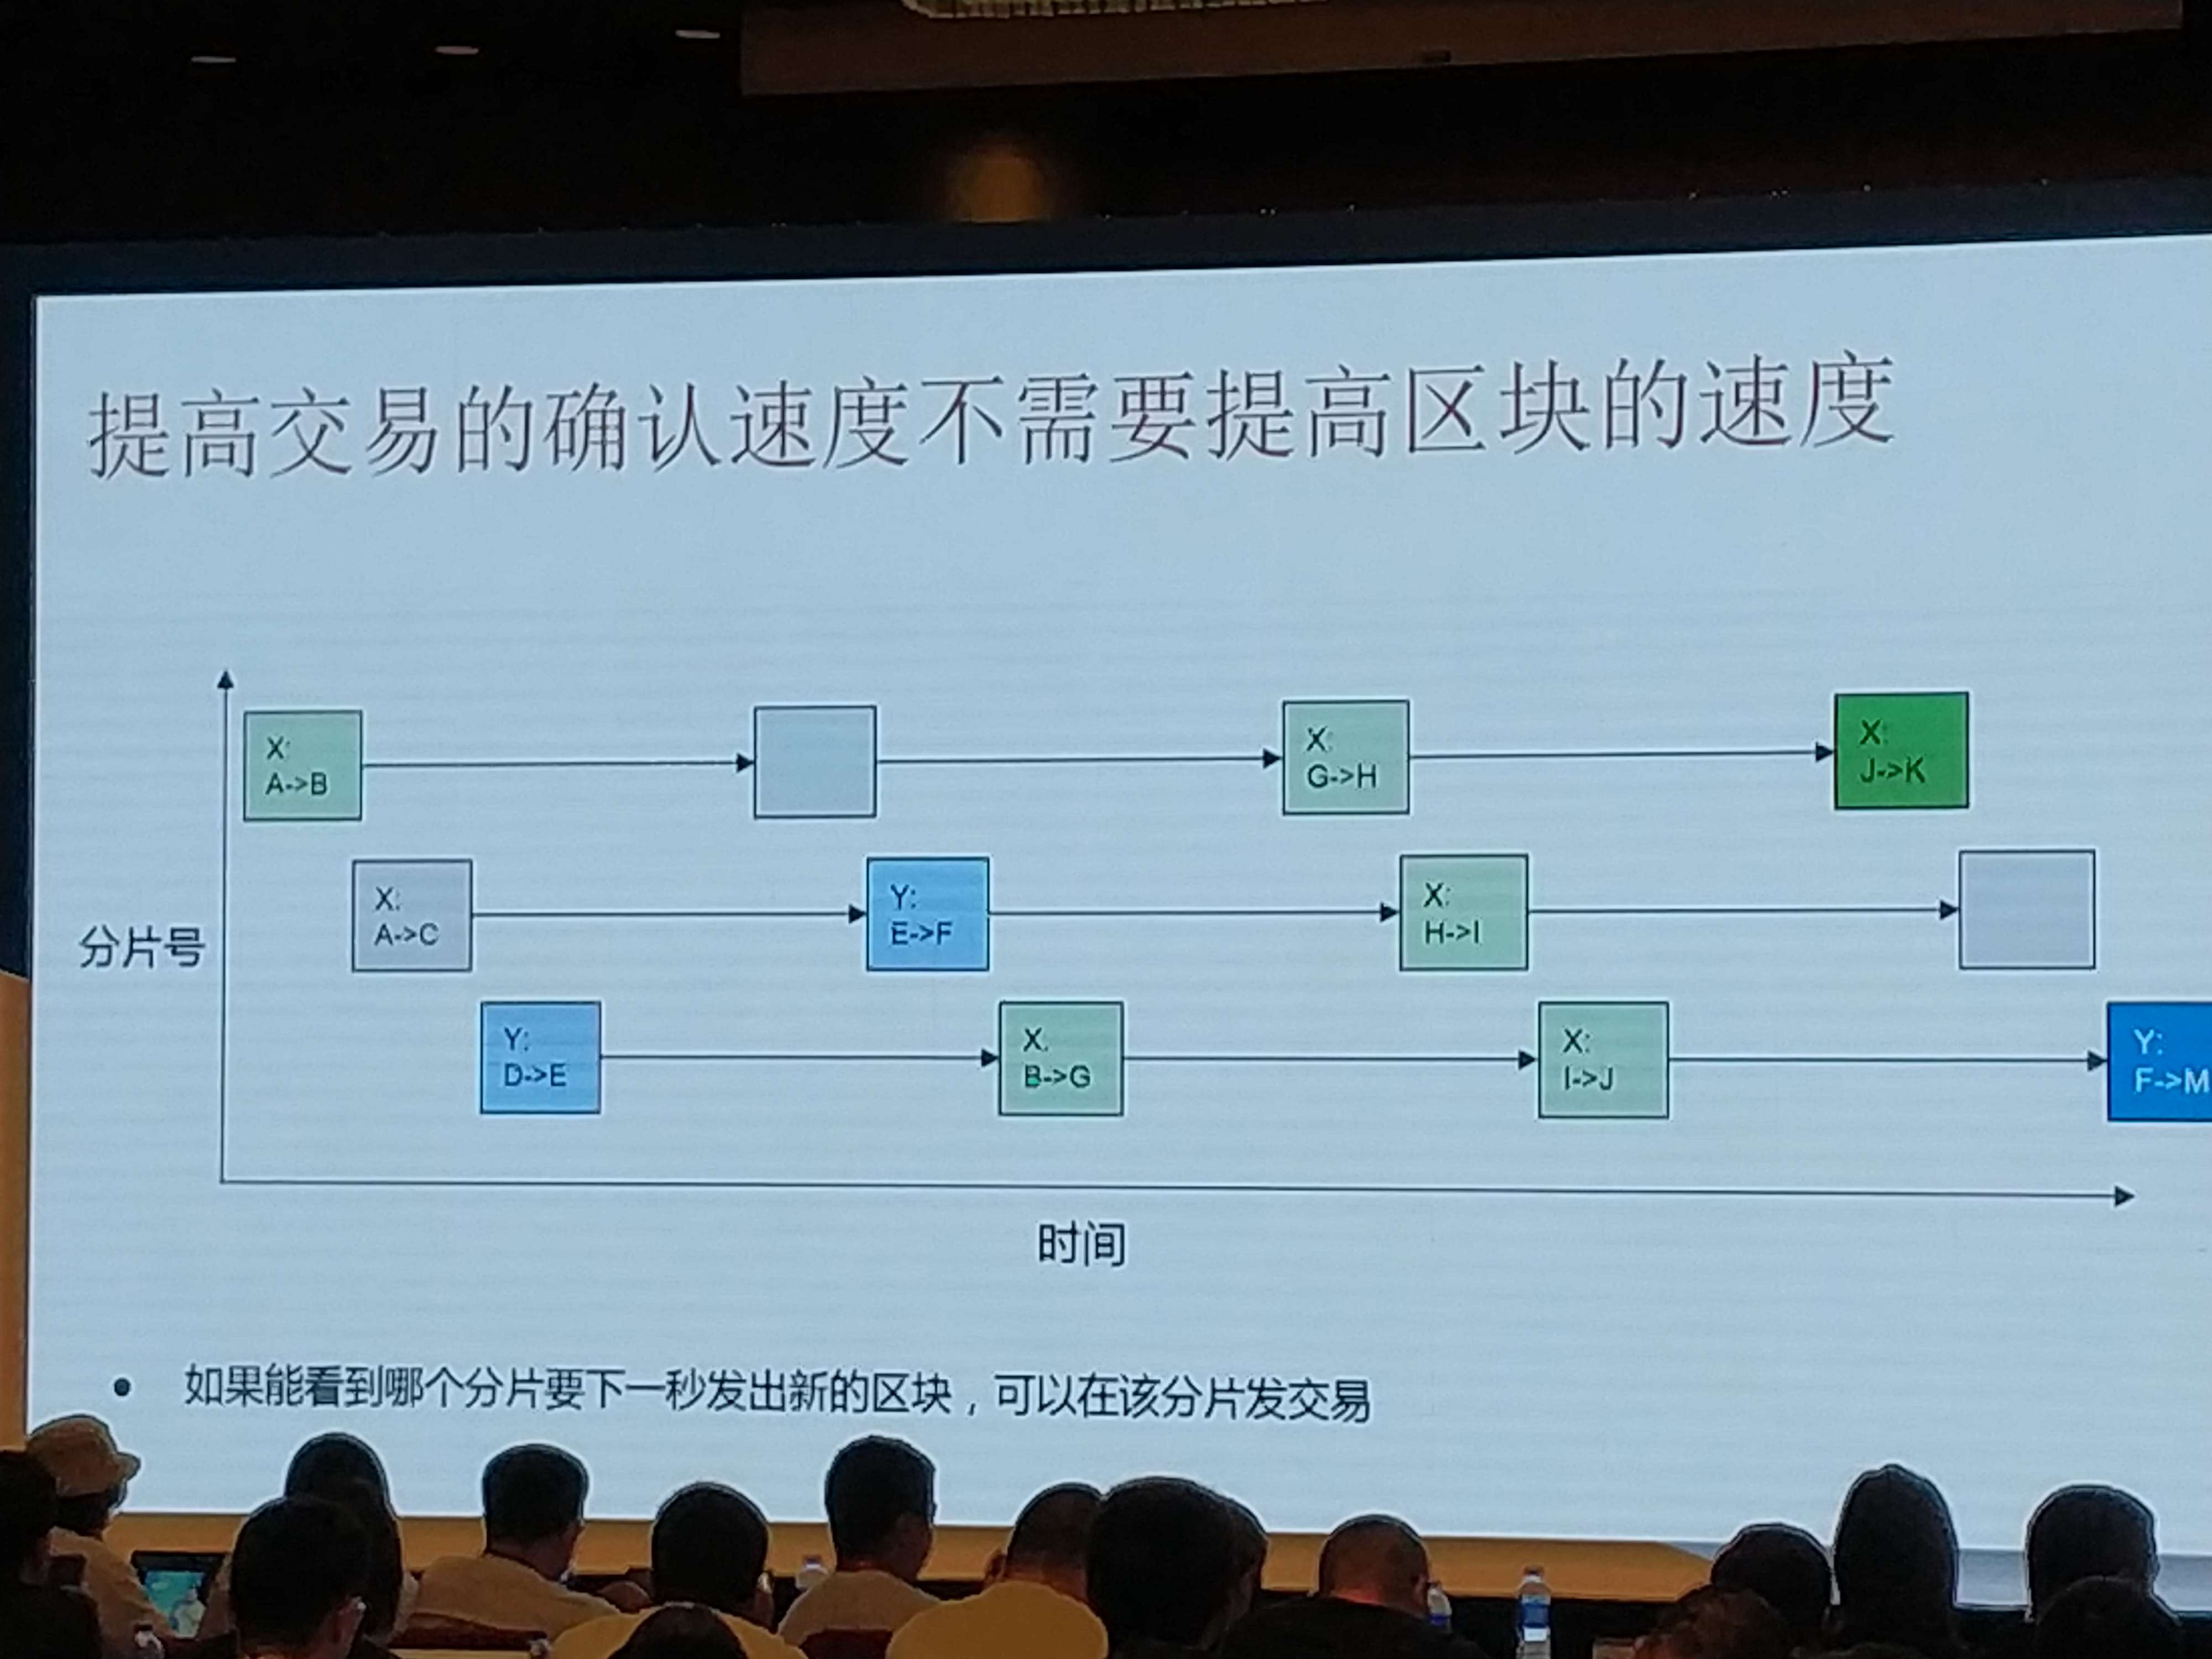 提高交易的确认速度不需要提高区块的速度
X:
A->B
X:
G->H
X:
J->K
分片号
X:
A->C
Y:
E->F
X:
H->I
Y:
D->E
X:
B->G
X:
I->J
Y:
F->M
时间
• 如果能看到哪个分片要下一秒发出新的区块，可以在该分片发交易